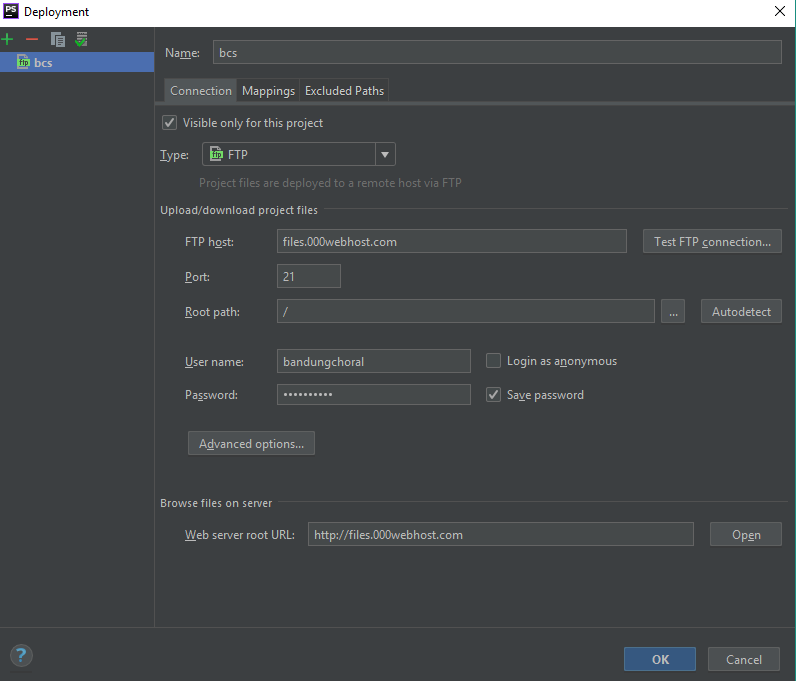 PS Deployment
ftp bcs
Name: bcs
Connection Mappings Excluded Paths
Visible only for this project
Type: ftp FTP
Project files are deployed to a remote host via FTP
Upload/download project files
FTP host: files.000webhost.com Test FTP connection...
Port: 21
Root path: / ... Autodetect
User name: bandungchoral Login as anonymous
Password: •••••••••• Save password
Advanced options...
Browse files on server
Web server root URL: http://files.000webhost.com Open
? OK Cancel